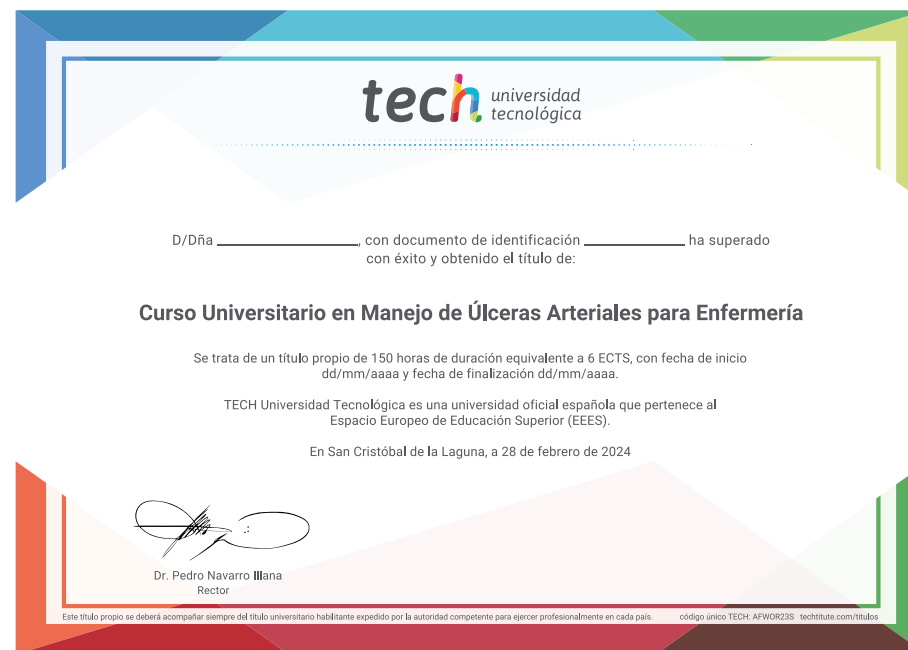 tech universidad
tecnológica
D/Dña ____________________, con documento de identificación ______________ ha superado
con éxito y obtenido el título de:
Curso Universitario en Manejo de Úlceras Arteriales para Enfermería
Se trata de un título propio de 150 horas de duración equivalente a 6 ECTS, con fecha de inicio
dd/mm/aaaa y fecha de finalización dd/mm/aaaa.
TECH Universidad Tecnológica es una universidad oficial española que pertenece al
Espacio Europeo de Educación Superior (EEES).
En San Cristóbal de la Laguna, a 28 de febrero de 2024
Dr. Pedro Navarro Illana
Rector
Este título propio se deberá acompañar siempre del título universitario habilitante expedido por la autoridad competente para ejercer profesionalmente en cada país. código único TECH: AFWOR23S techtitute.com/titulos